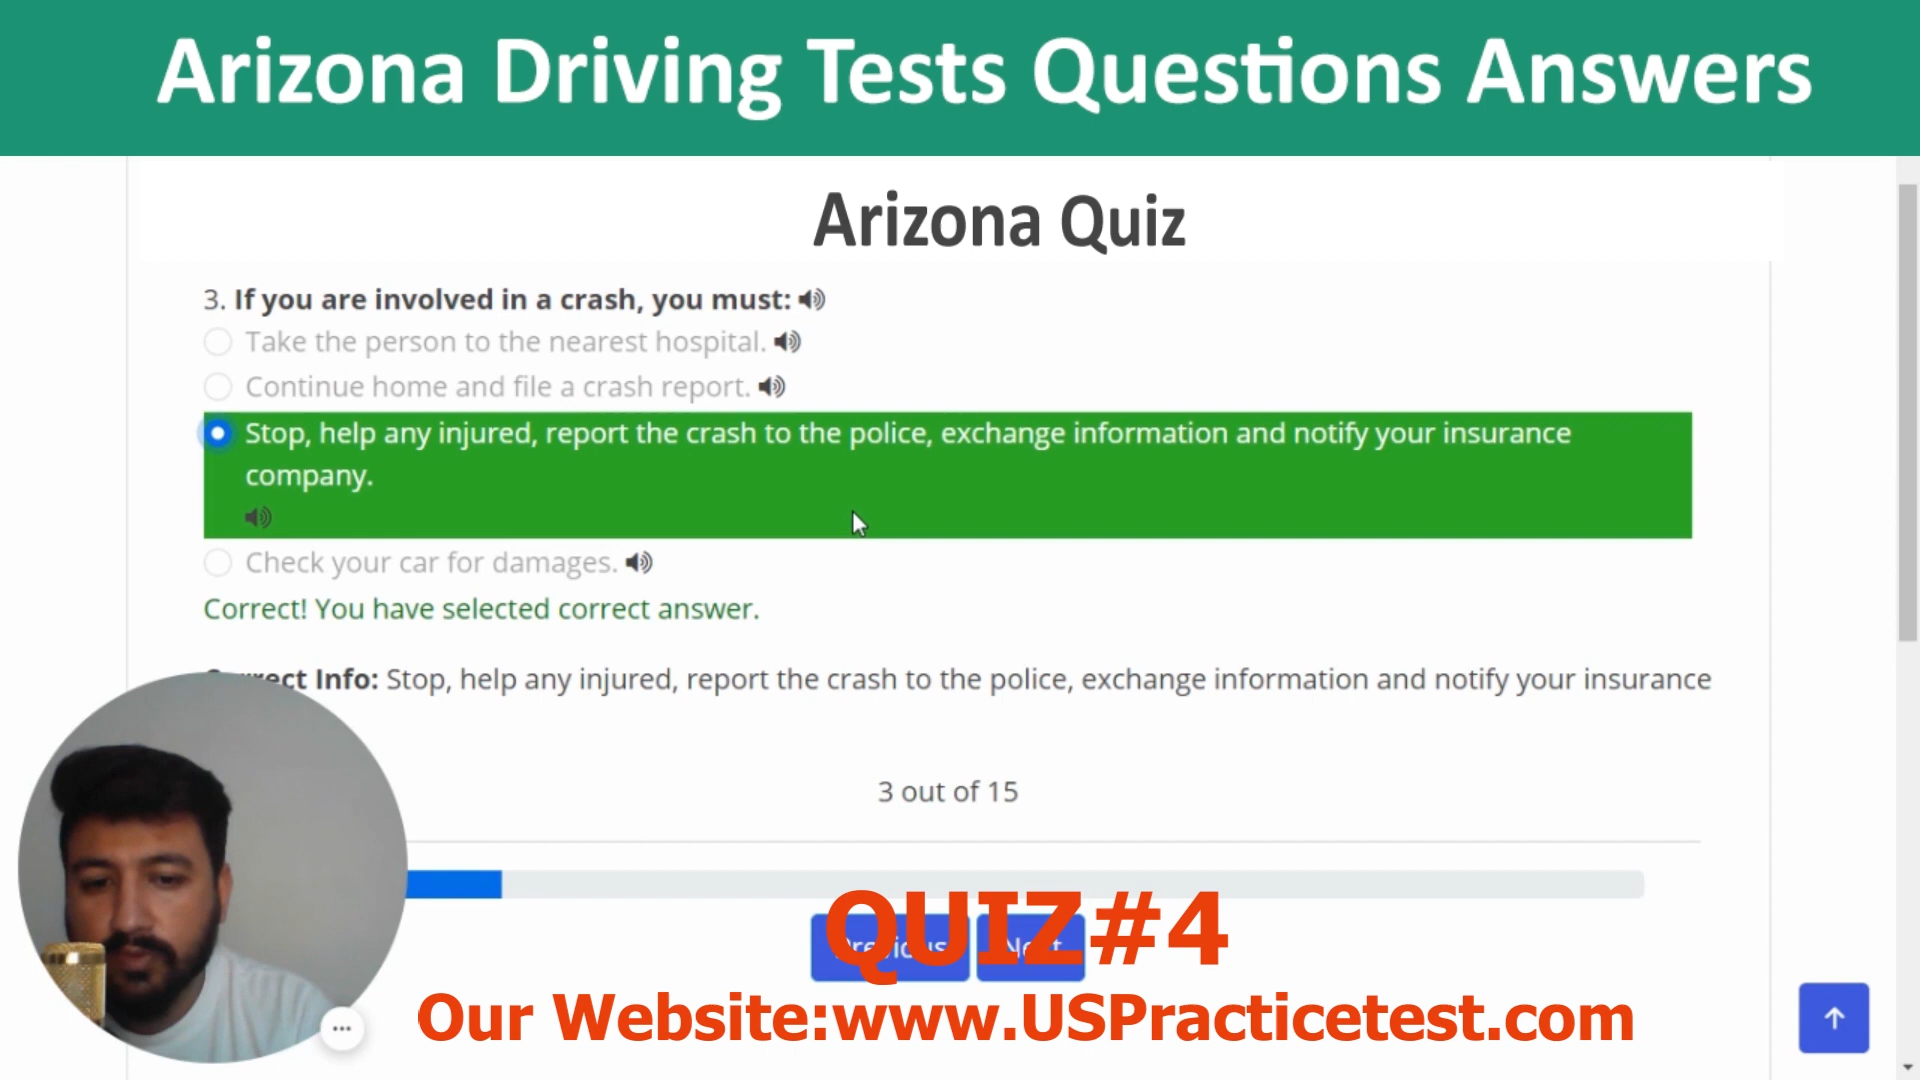 Arizona Driving Tests Questions Answers
Arizona Quiz
3. If you are involved in a crash, you must:
Take the person to the nearest hospital.
Continue home and file a crash report.
Stop, help any injured, report the crash to the police, exchange information and notify your insurance
company.
Check your car for damages.
Correct! You have selected correct answer.
Info: Stop, help any injured, report the crash to the police, exchange information and notify your insurance
3 out of 15
QUIZ#4
Our Website:www.USPracticetest.com